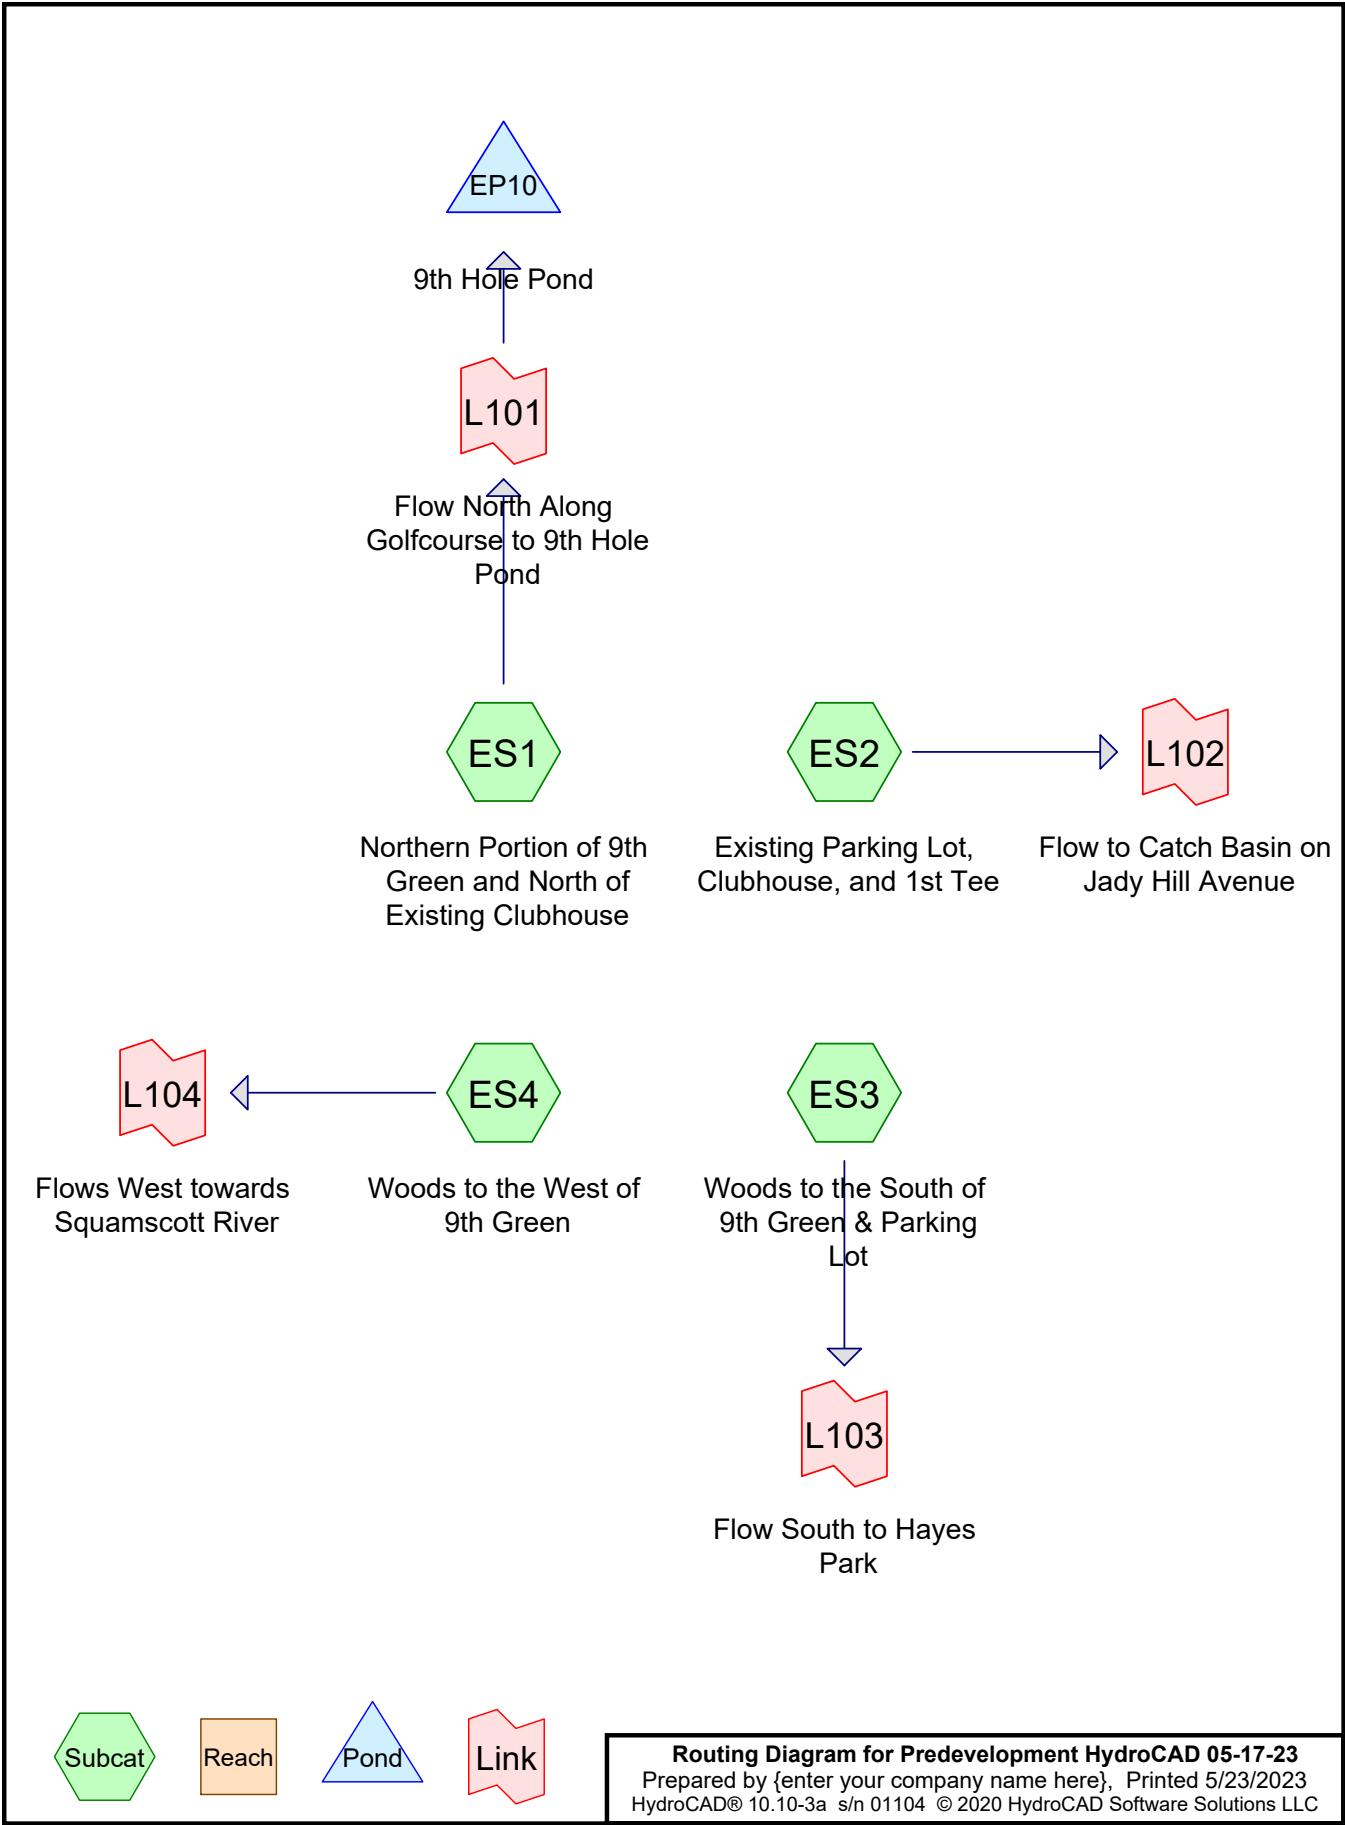 EP10
9th Hole Pond
L101
Flow North Along
Golfcourse to 9th Hole
Pond
ES1
Northern Portion of 9th
Green and North of
Existing Clubhouse
ES2
Existing Parking Lot,
Clubhouse, and 1st Tee
L102
Flow to Catch Basin on
Jady Hill Avenue
L104
Flows West towards
Squamscott River
ES4
Woods to the West of
9th Green
ES3
Woods to the South of
9th Green & Parking
Lot
L103
Flow South to Hayes
Park
Subcat
Reach
Pond
Link
Routing Diagram for Predevelopment HydroCAD 05-17-23
Prepared by {enter your company name here}, Printed 5/23/2023
HydroCAD® 10.10-3a s/n 01104 © 2020 HydroCAD Software Solutions LLC